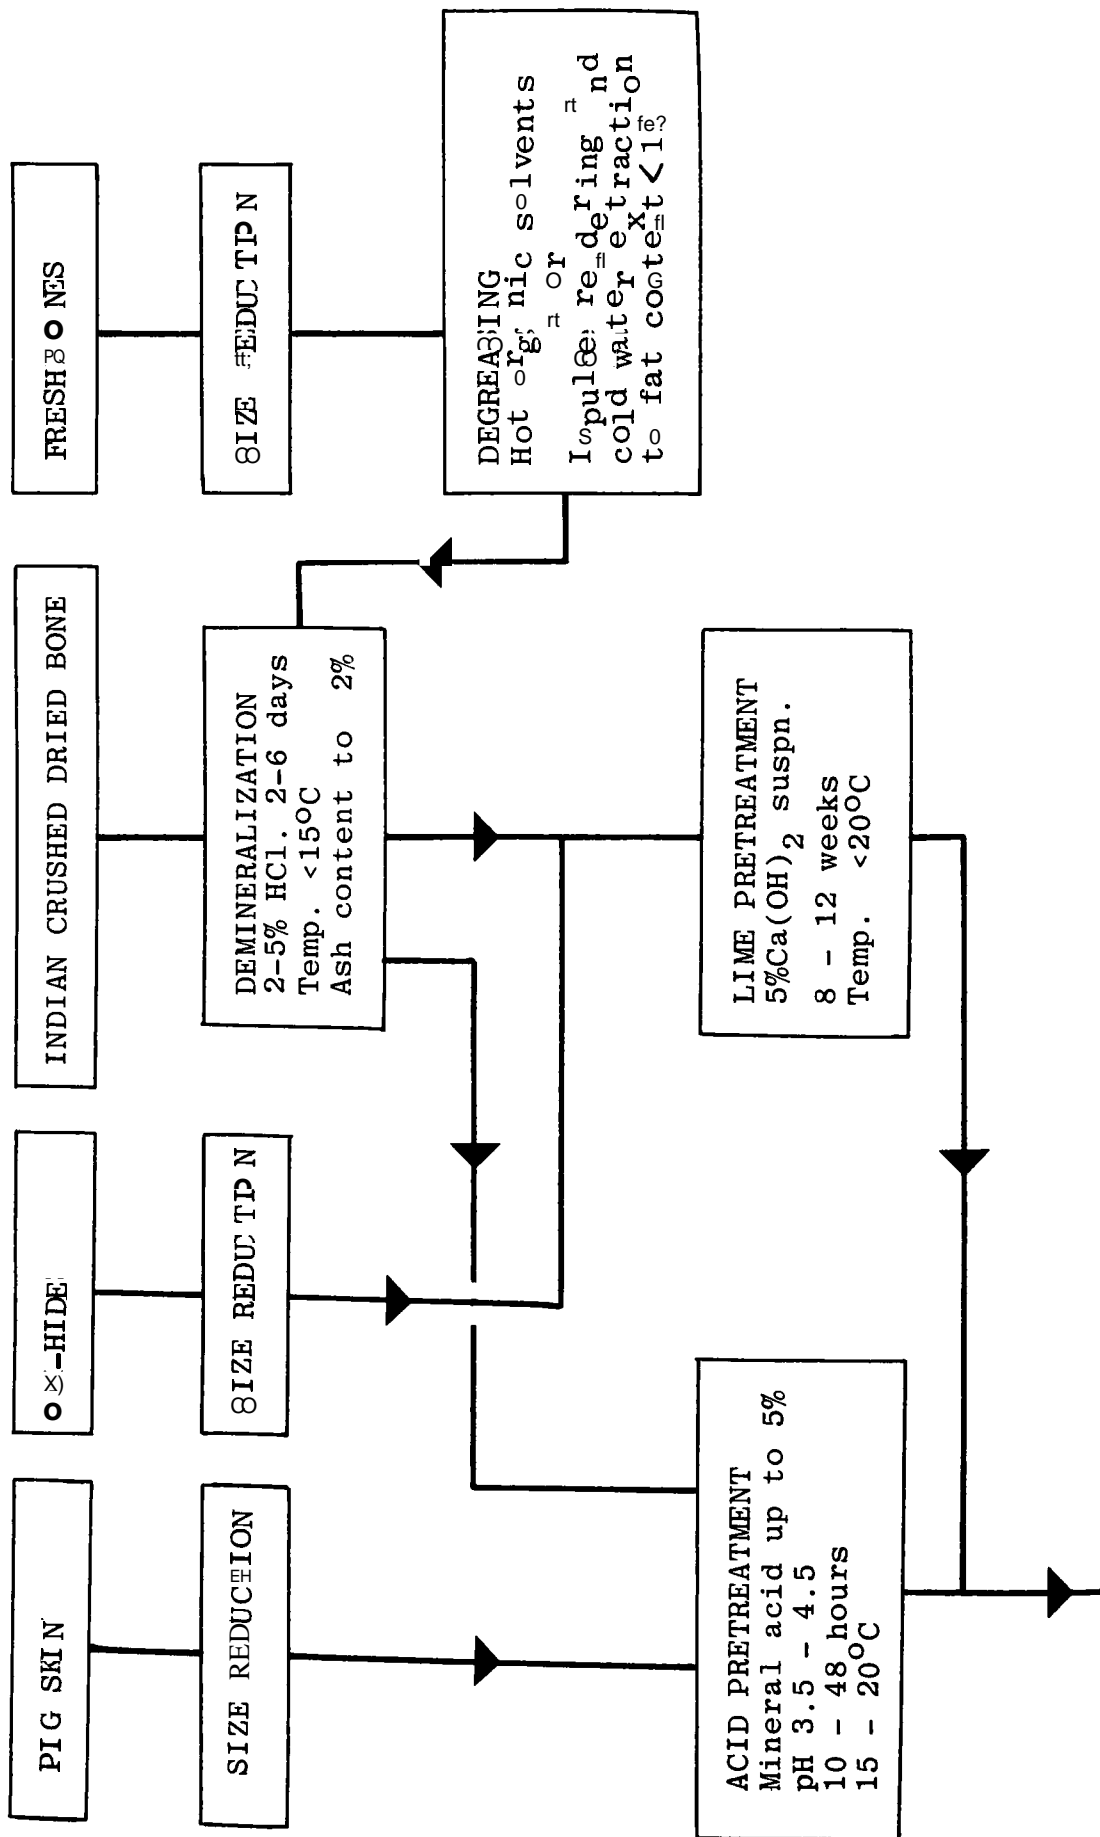 PIG SKIN
OX-HIDE
INDIAN CRUSHED DRIED BONE
FRESH BONES
SIZE REDUCTION
SIZE REDUCTION
SIZE REDUCTION
DEMINERALIZATION
2-5% HCl. 2-6 days
Temp. <15°C
Ash content to 2%
DEGREASING
Hot organic solvents
or
Impulse rendering and
cold water extraction
to fat content <1%
ACID PRETREATMENT
Mineral acid up to 5%
pH 3.5 - 4.5
10 - 48 hours
15 - 20°C
LIME PRETREATMENT
5%Ca(OH)2 suspn.
8 - 12 weeks
Temp. <20°C